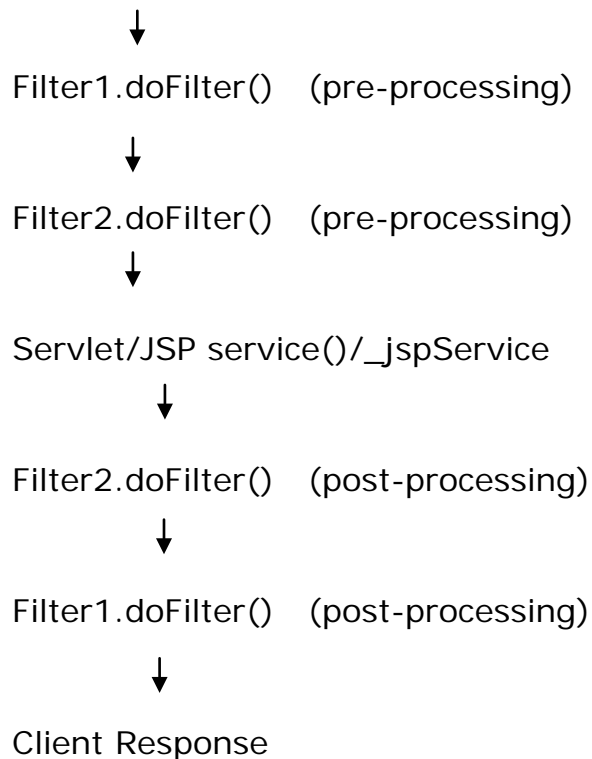 Filter1.doFilter() (pre-processing)
Filter2.doFilter() (pre-processing)
Servlet/JSP service()/_jspService
Filter2.doFilter() (post-processing)
Filter1.doFilter() (post-processing)
Client Response